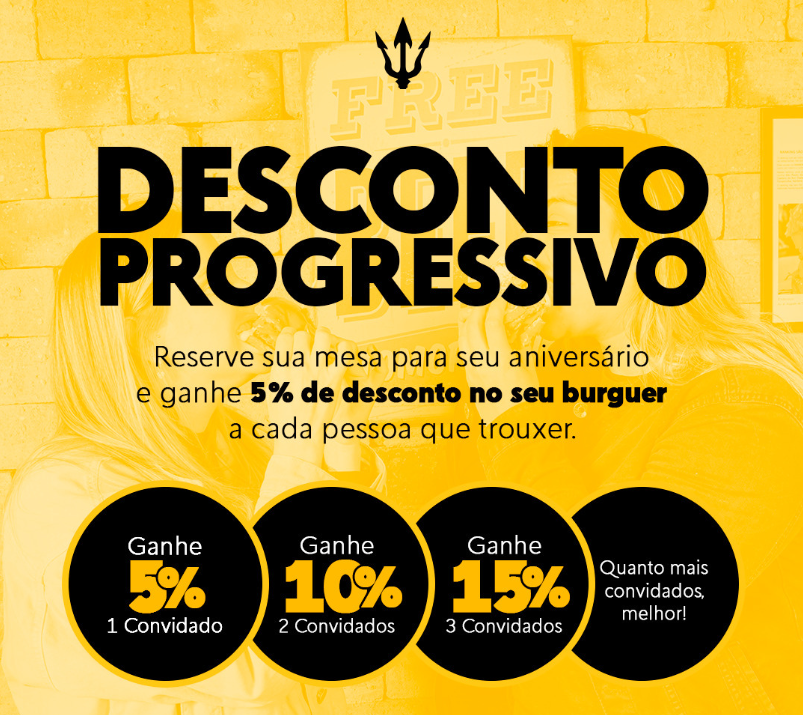 FREE
DESCONTO
PROGRESSIVO
Reserve sua mesa para seu aniversário
e ganhe 5% de desconto no seu burguer
a cada pessoa que trouxer.
Ganhe
5%
1 Convidado
Ganhe
10%
2 Convidados
Ganhe
15%
3 Convidados
Quanto mais
convidados,
melhor!